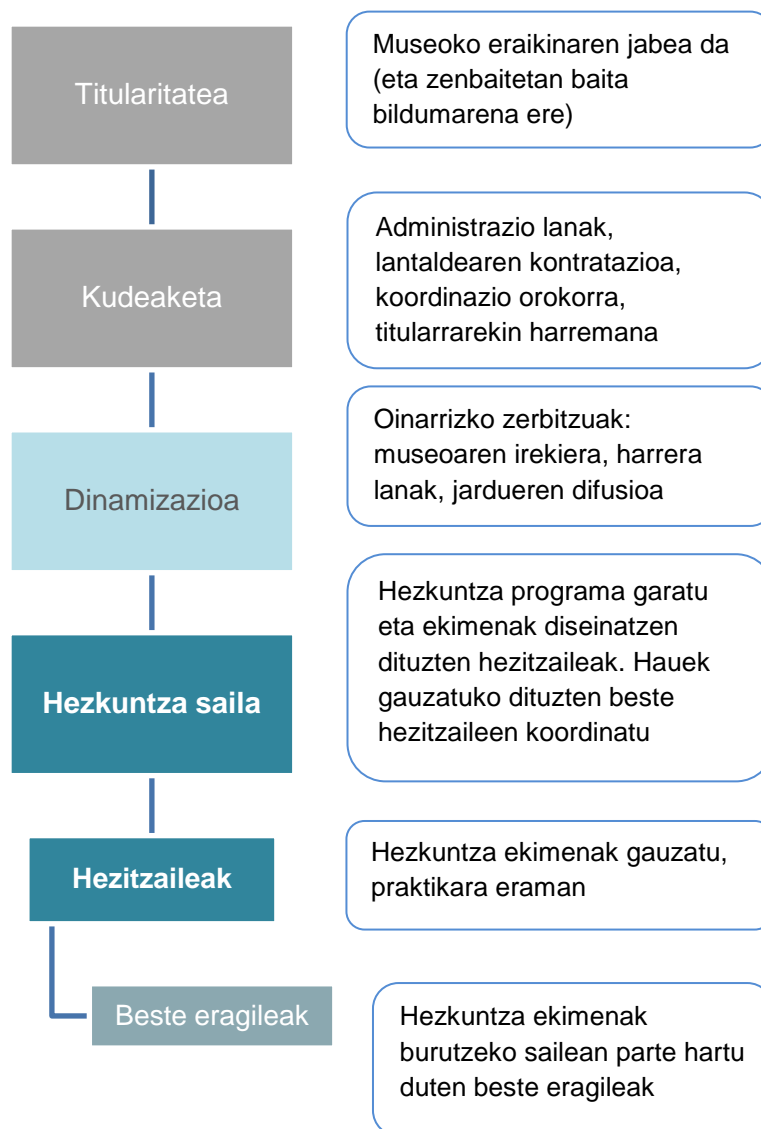 Titularitatea
Museoko eraikinaren jabea da
(eta zenbaitetan baita
bildumarena ere)
Kudeaketa
Administrazio lanak,
lantaldearen kontratazioa,
koordinazio orokorra,
titularrarekin harremana
Dinamizazioa
Oinarrizko zerbitzuak:
museoaren irekiera, harrera
lanak, jardueren difusioa
Hezkuntza saila
Hezkuntza programa garatu
eta ekimenak diseinatzen
dituzten hezitzaileak. Hauek
gauzatuko dituzten beste
hezitzaileen koordinatu
Hezitzaileak
Hezkuntza ekimenak gauzatu,
praktikara eraman
Beste eragileak
Hezkuntza ekimenak
burutzeko sailean parte hartu
duten beste eragileak